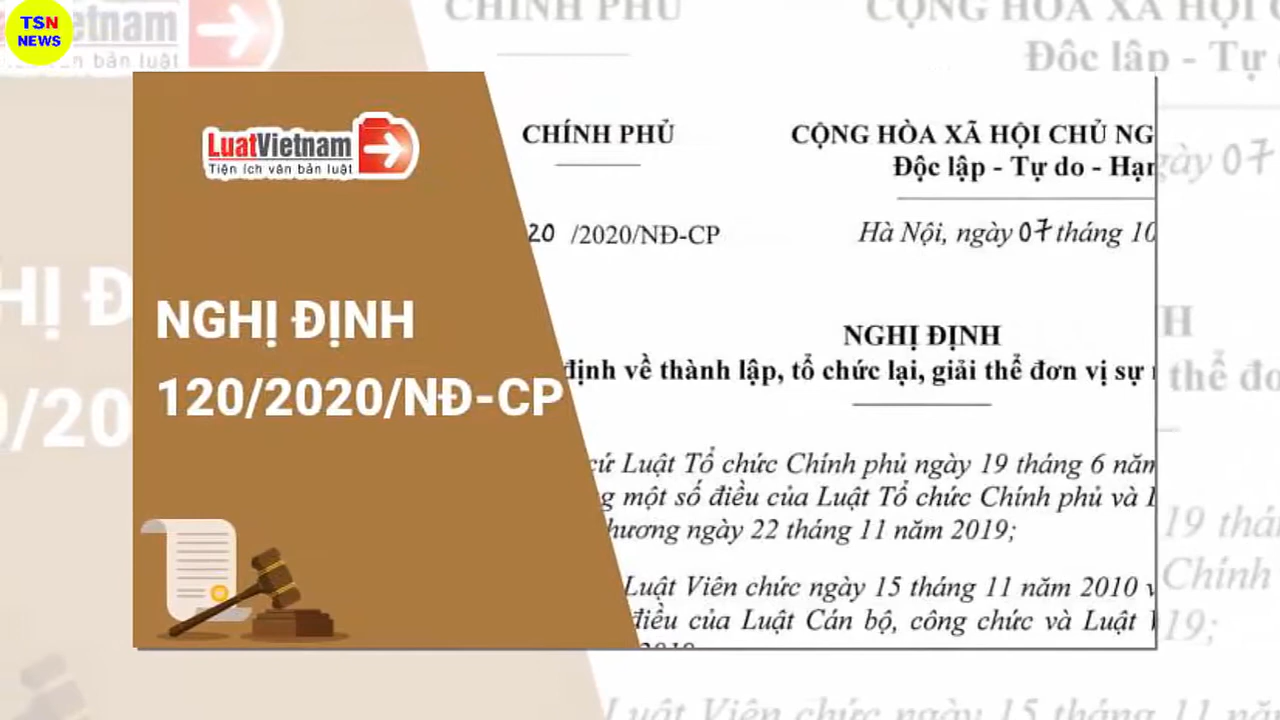 TSN
NEWS
LuatVietnam
Tiện ích văn bản luật
CHÍNH PHỦ
CỘNG HÒA XÃ HỘI CHỦ NG
Độc lập - Tự do - Hạn
20 /2020/NĐ-CP
Hà Nội, ngày 07 tháng 10
NGHỊ ĐỊNH
120/2020/NĐ-CP
NGHỊ ĐỊNH
định về thành lập, tổ chức lại, giải thể đơn vị sự
cứ Luật Tổ chức Chính phủ ngày 19 tháng 6 năm
g một số điều của Luật Tổ chức Chính phủ và L
hương ngày 22 tháng 11 năm 2019;
Luật Viên chức ngày 15 tháng 11 năm 2010 v
điều của Luật Cán bộ, công chức và Luật V